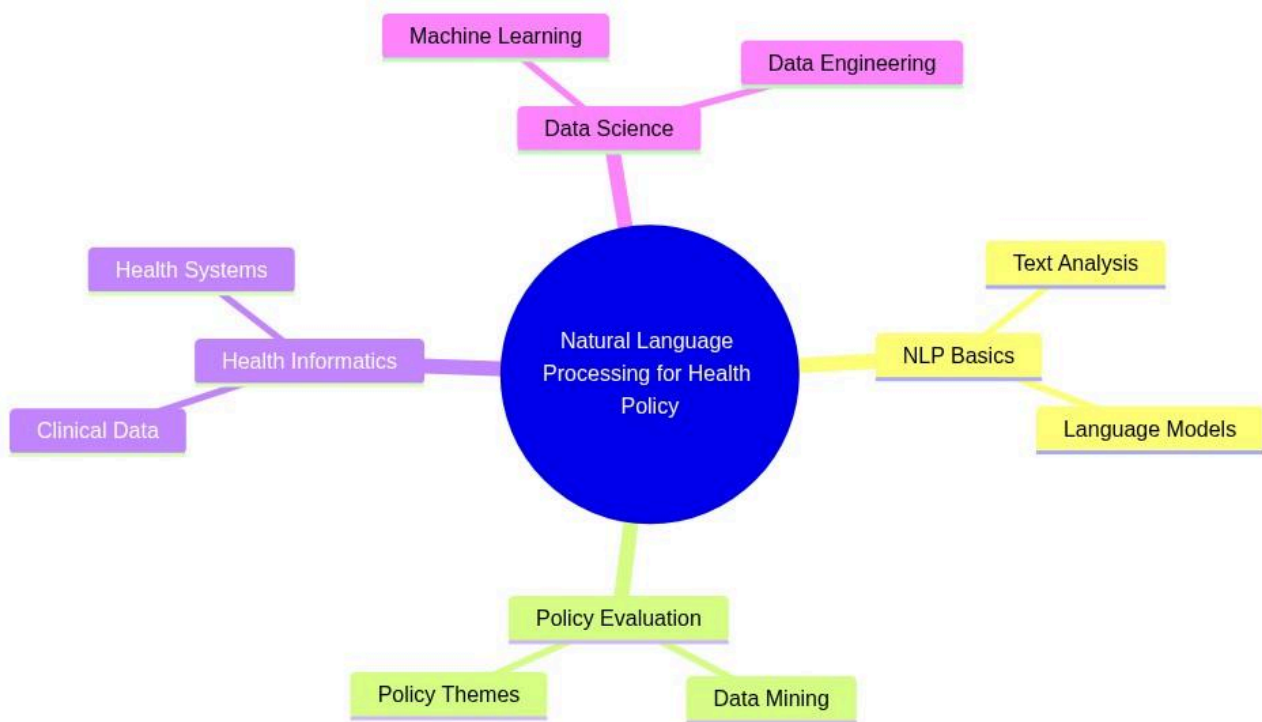 Machine Learning
Data Engineering
Data Science
Health Systems
Text Analysis
Natural Language
Processing for Health
Policy
Health Informatics
NLP Basics
Clinical Data
Language Models
Policy Evaluation
Policy Themes
Data Mining